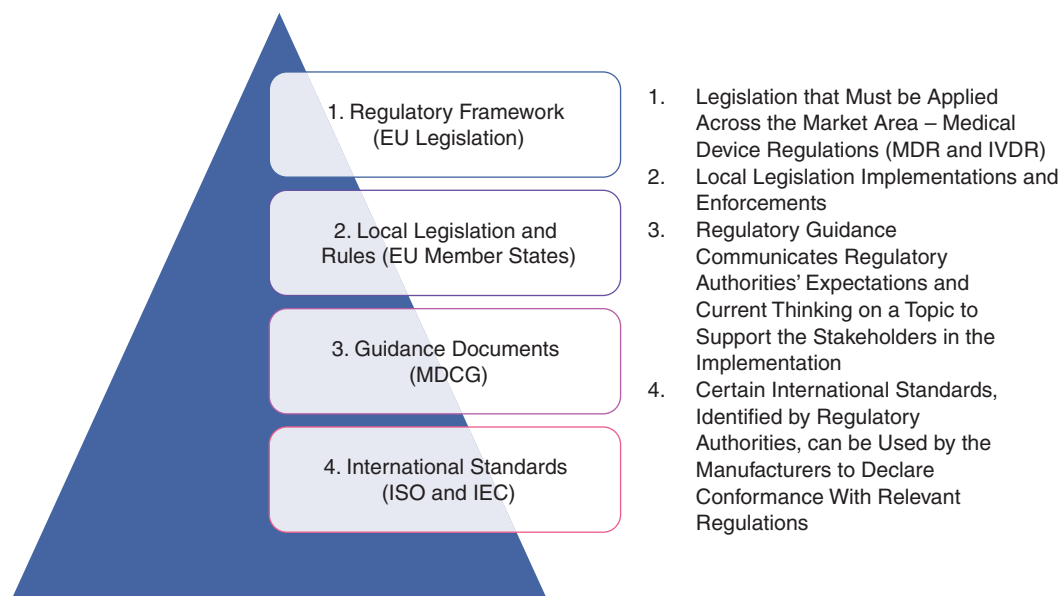 1. Regulatory Framework
(EU Legislation)
2. Local Legislation and
Rules (EU Member States)
3. Guidance Documents
(MDCG)
4. International Standards
(ISO and IEC)
1. Legislation that Must be Applied
Across the Market Area – Medical
Device Regulations (MDR and IVDR)
2. Local Legislation Implementations and
Enforcements
3. Regulatory Guidance
Communicates Regulatory
Authorities’ Expectations and
Current Thinking on a Topic to
Support the Stakeholders in the
Implementation
4. Certain International Standards,
Identified by Regulatory
Authorities, can be Used by the
Manufacturers to Declare
Conformance With Relevant
Regulations